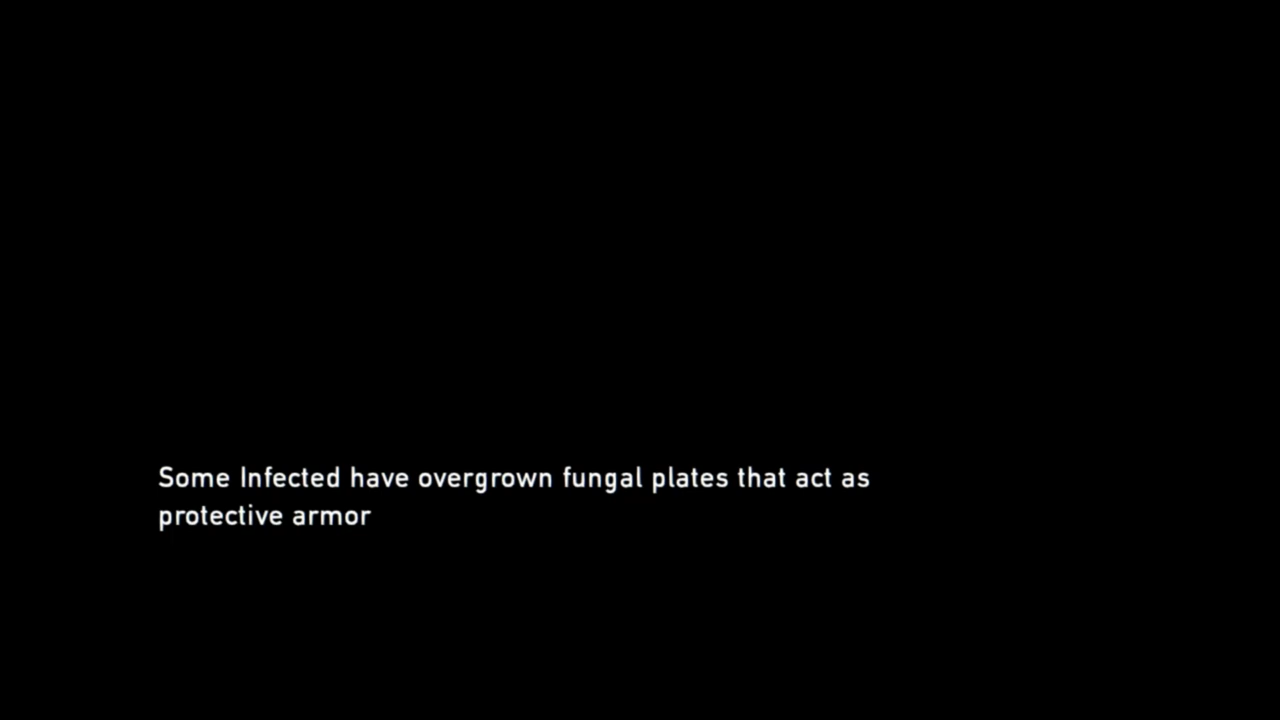 Some Infected have overgrown fungal plates that act as
protective armor